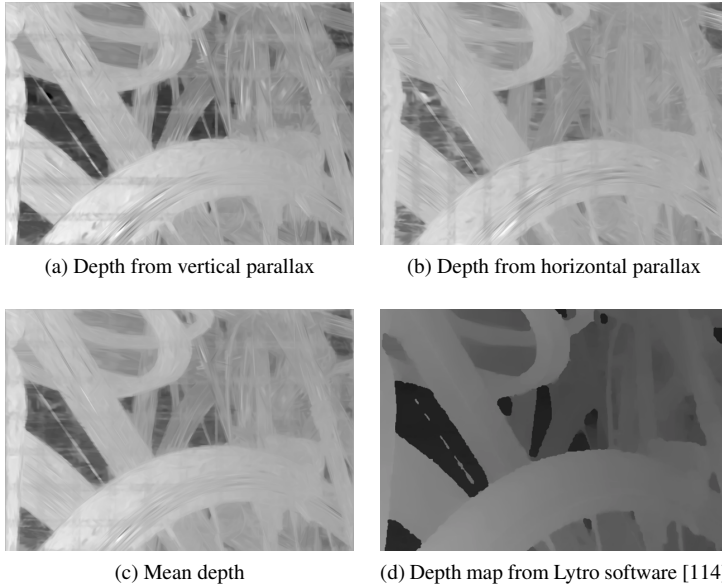 (a) Depth from vertical parallax
(b) Depth from horizontal parallax
(c) Mean depth
(d) Depth map from Lytro software [114